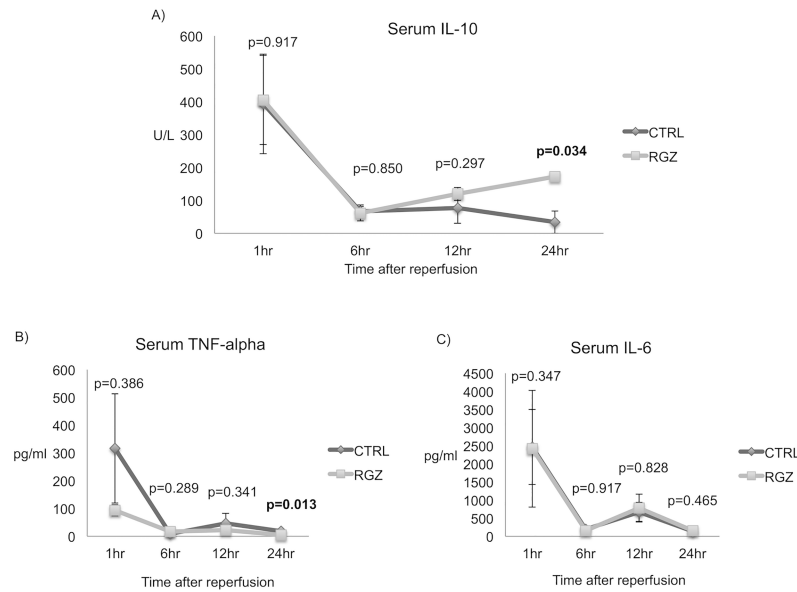 A)
Serum IL-10
600
500
400
U/L 300
200
100
0
p=0.917
p=0.850
p=0.297
p=0.034
CTRL
RGZ
1hr 6hr 12hr 24hr
Time after reperfusion
B)
Serum TNF-alpha
600
500
400
pg/ml 300
200
100
0
p=0.386
p=0.289
p=0.341
p=0.013
CTRL
RGZ
1hr 6hr 12hr 24hr
Time after reperfusion
C)
Serum IL-6
4500
4000
3500
3000
2500
pg/ml 2000
1500
1000
500
0
p=0.347
p=0.917
p=0.828
p=0.465
CTRL
RGZ
1hr 6hr 12hr 24hr
Time after reperfusion